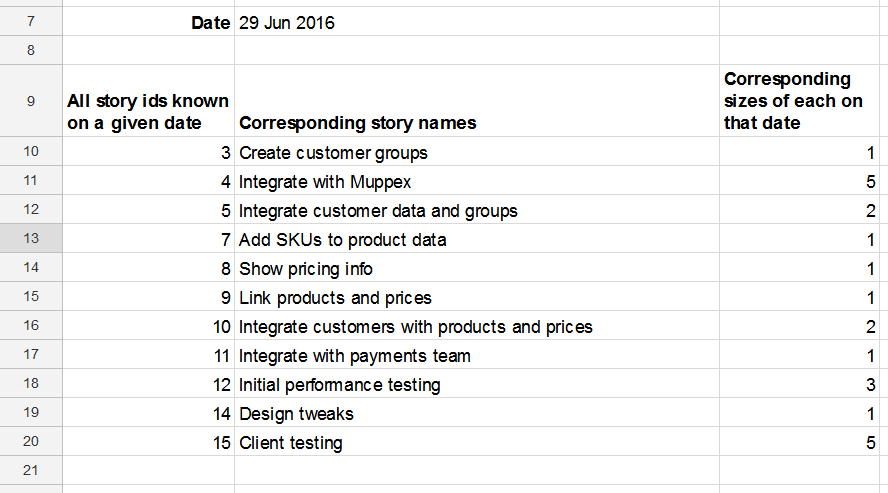 7 Date 29 Jun 2016
8
9 All story ids known on a given date Corresponding story names Corresponding sizes of each on that date
10 3 Create customer groups 1
11 4 Integrate with Muppex 5
12 5 Integrate customer data and groups 2
13 7 Add SKUs to product data 1
14 8 Show pricing info 1
15 9 Link products and prices 1
16 10 Integrate customers with products and prices 2
17 11 Integrate with payments team 1
18 12 Initial performance testing 3
19 14 Design tweaks 1
20 15 Client testing 5
21